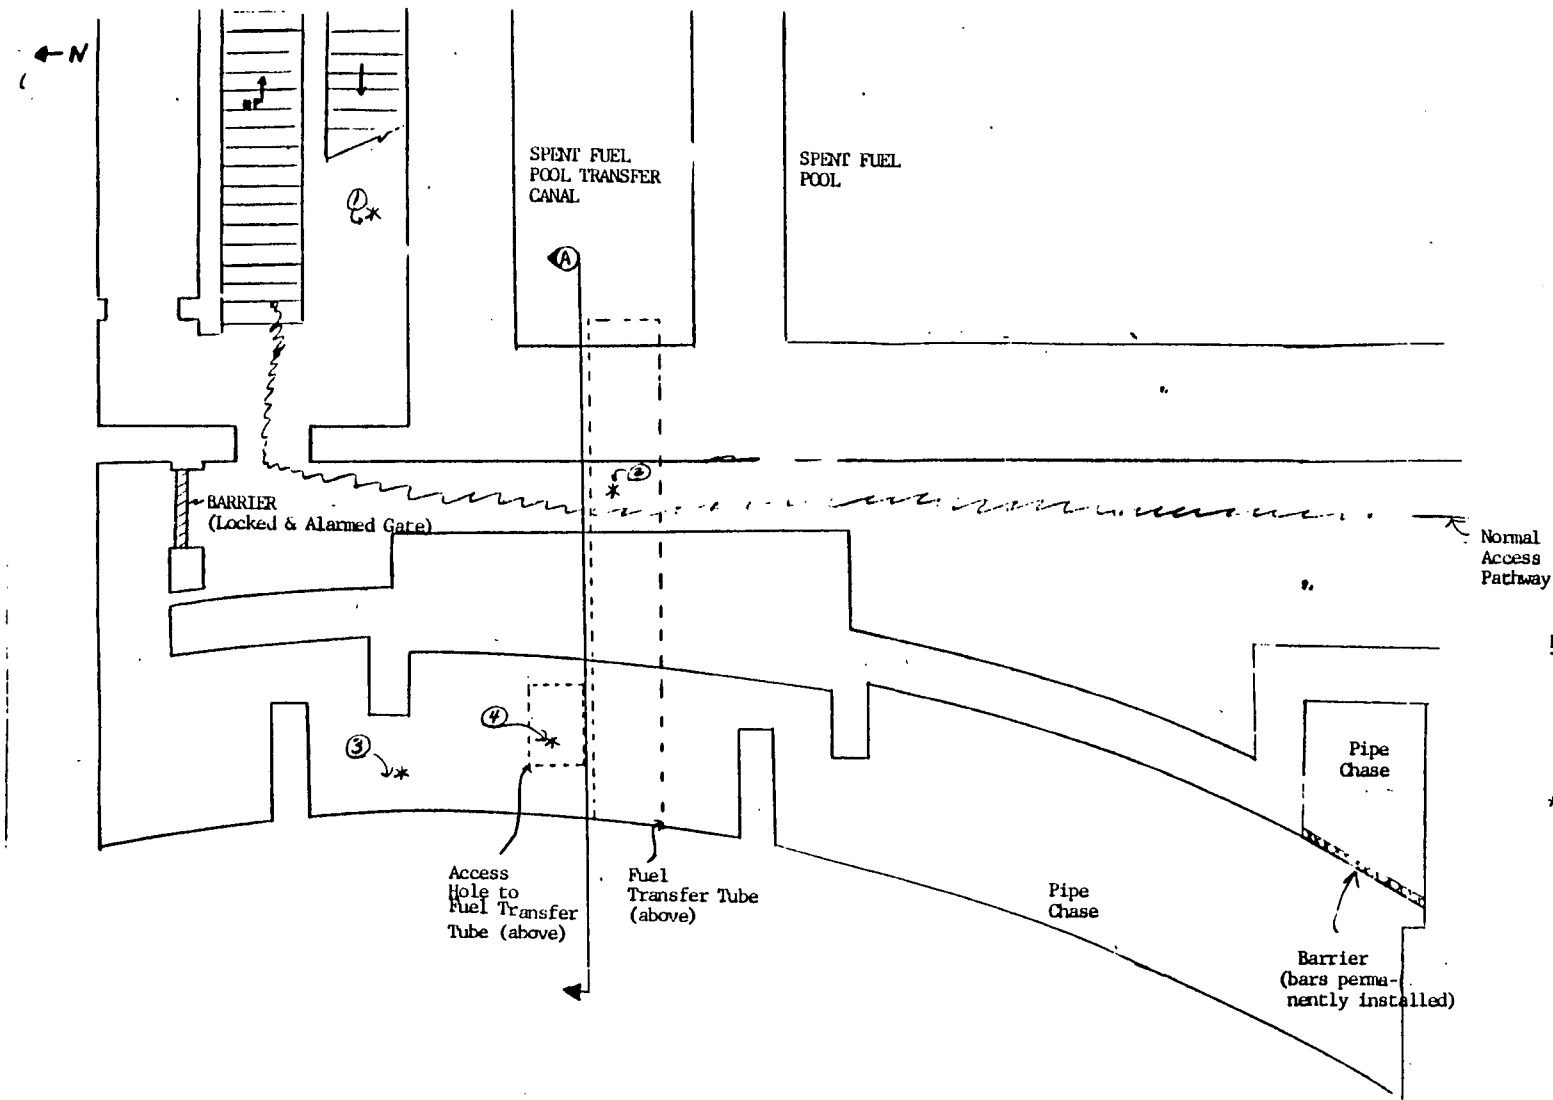 N
UP
SPENT FUEL
POOL TRANSFER
CANAL
SPENT FUEL
POOL
1
*
A
2
*
BARRIER
(Locked & Alarmed Gate)
Normal
Access
Pathway
3
*
4
*
Pipe
Chase
*
Access
Hole to
Fuel Transfer
Tube (above)
Fuel
Transfer Tube
(above)
Pipe
Chase
Barrier
(bars perma-
nently installed)